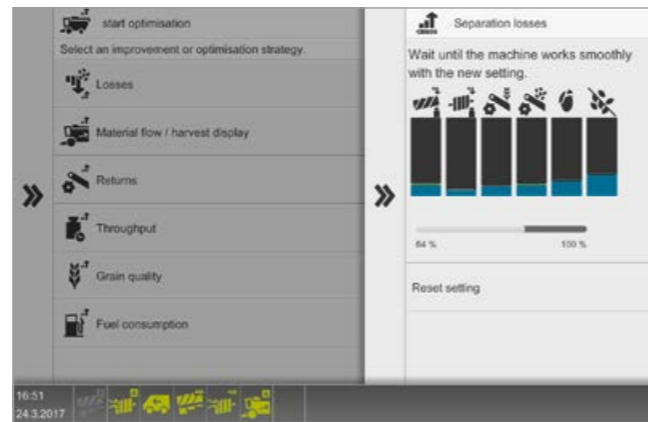 start optimisation
Select an improvement or optimisation strategy.
Losses
Material flow / harvest display
Returns
Throughput
Grain quality
Fuel consumption
Separation losses
Wait until the machine works smoothly
with the new setting.
64 %
100 %
Reset setting
16:51
24.3.2017